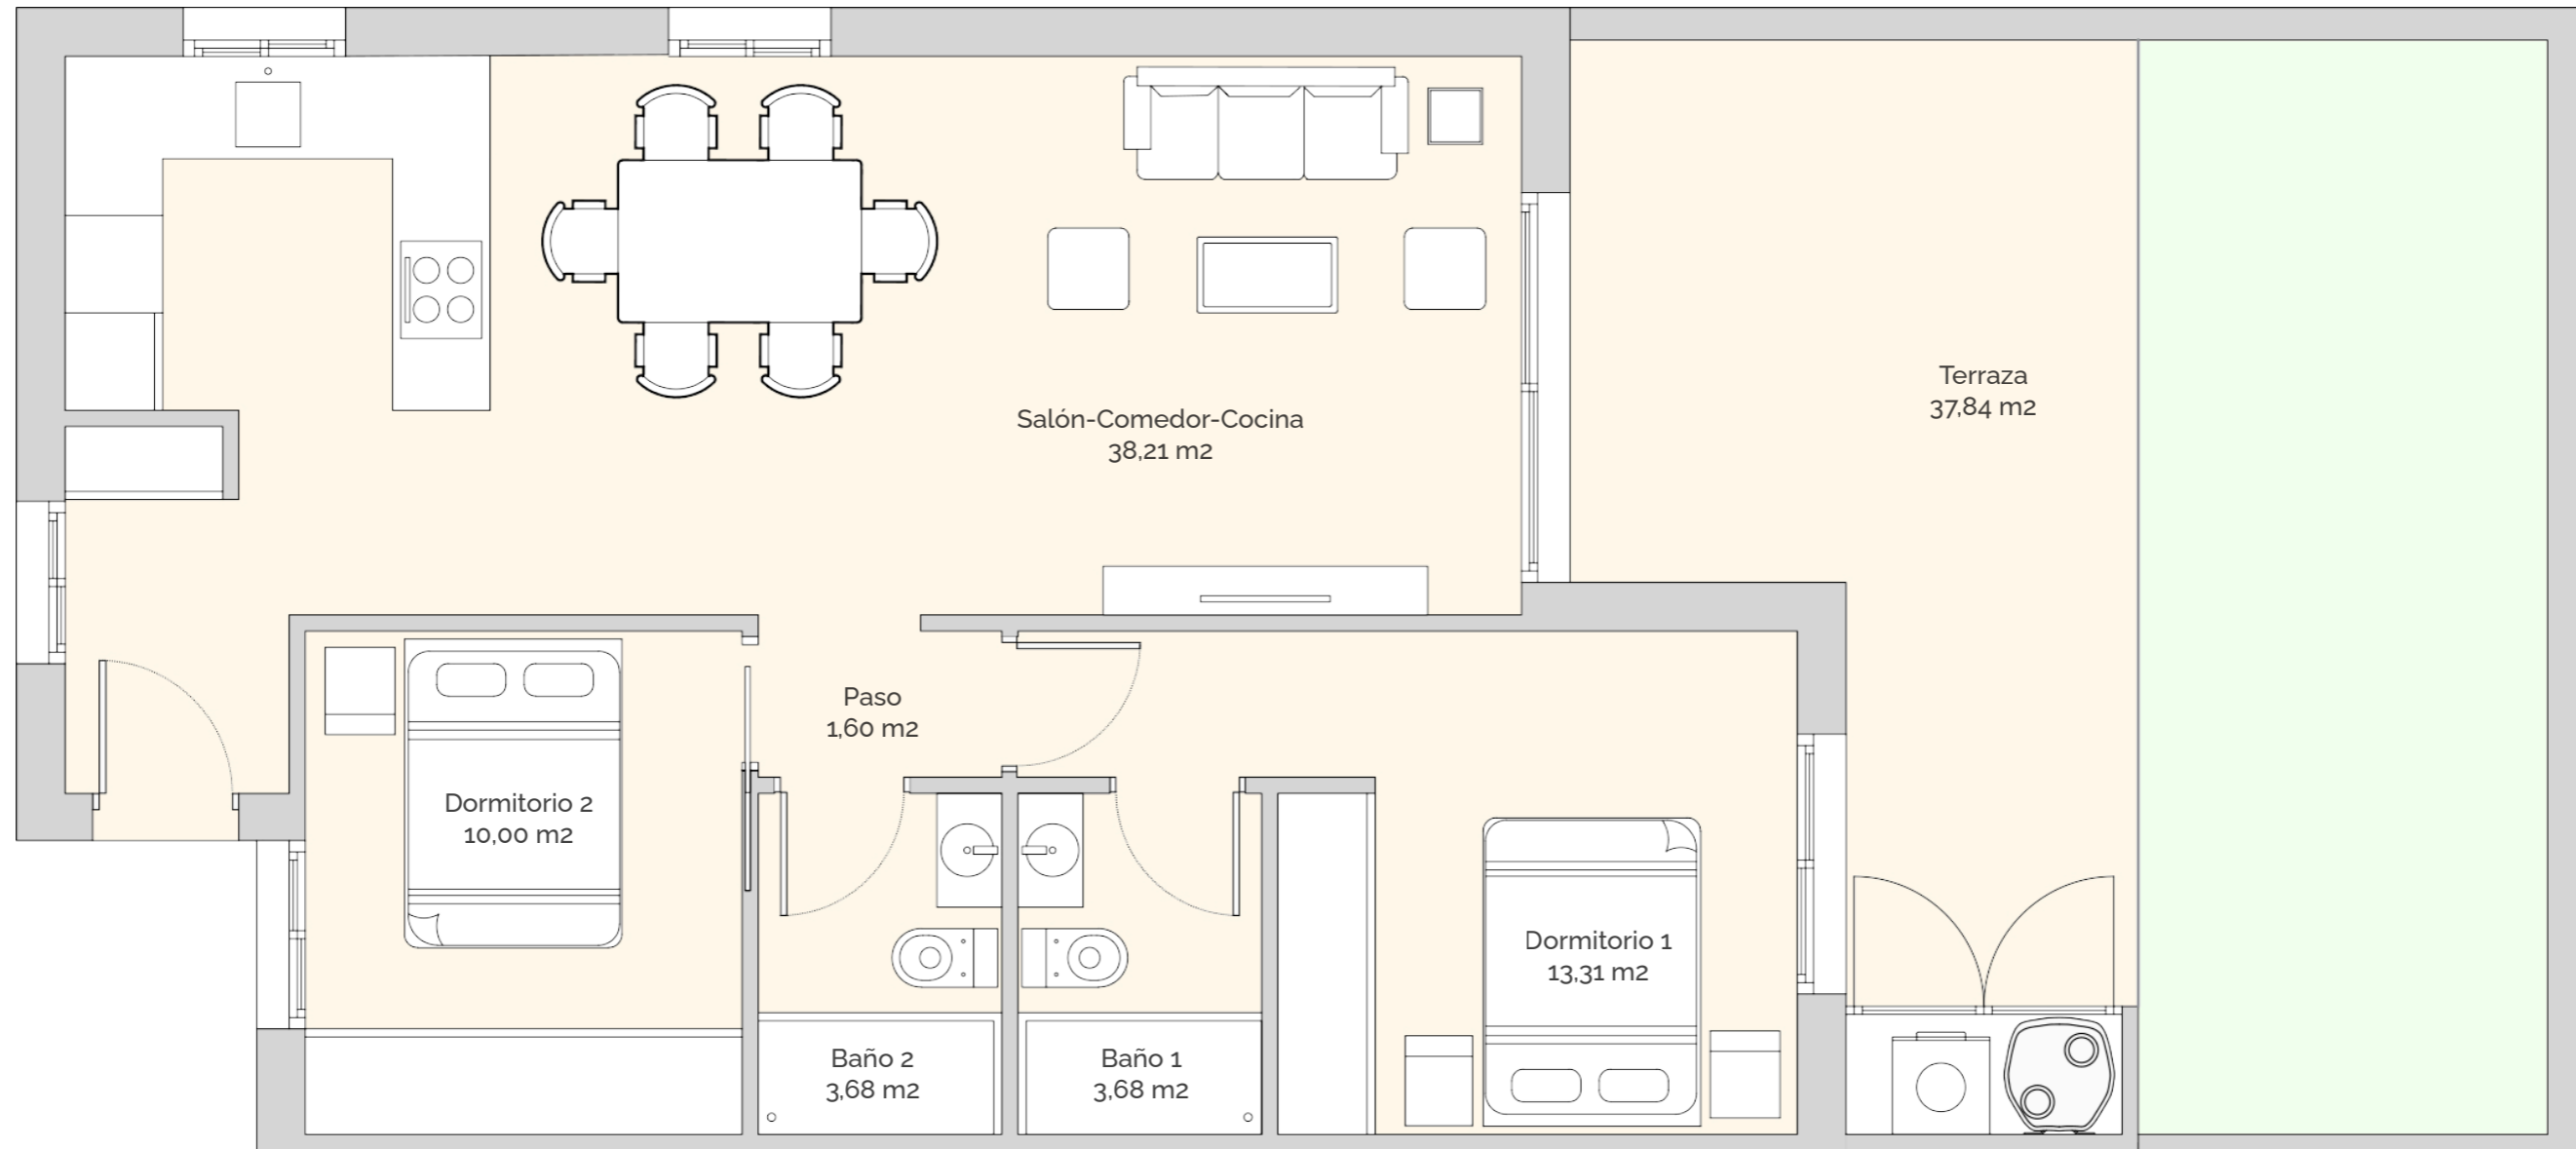 Terraza
37,84 m2
Salón-Comedor-Cocina
38,21 m2
Paso
1,60 m2
Dormitorio 2
10,00 m2
Dormitorio 1
13,31 m2
Baño 2
3,68 m2
Baño 1
3,68 m2